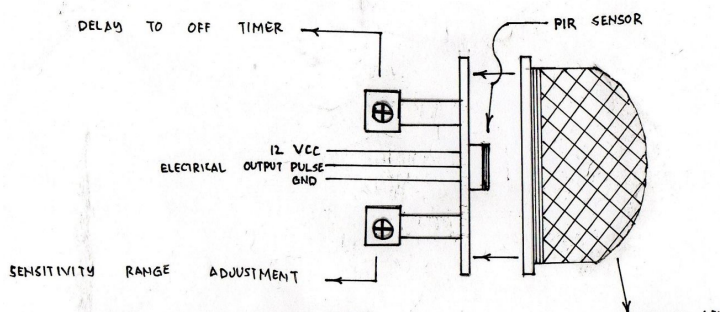 DELAY TO OFF TIMER
PIR SENSOR
12 VCC
ELECTRICAL OUTPUT PULSE
GND
SENSITIVITY RANGE ADJUSTMENT